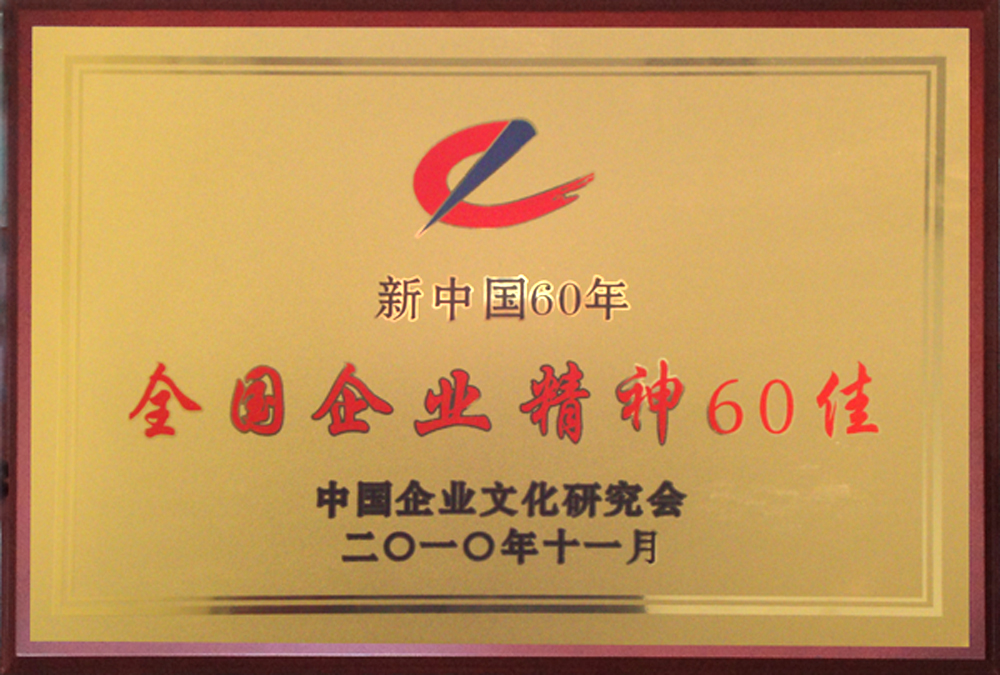 新中国60年
全国企业精神60佳
中国企业文化研究会
二〇一〇年十一月